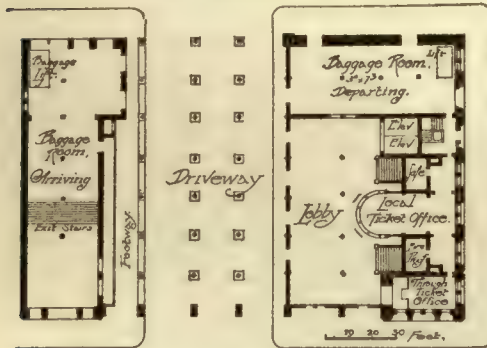 Baggage
Lift.
Baggage
Room,
Arriving
Exit Stairs
Footway
Driveway
Baggage Room,
Departing.
Lift
Elev
Elev
Safe
Lobby
Local
Ticket Office.
Through
Ticket
Office
10 20 30 Feet.